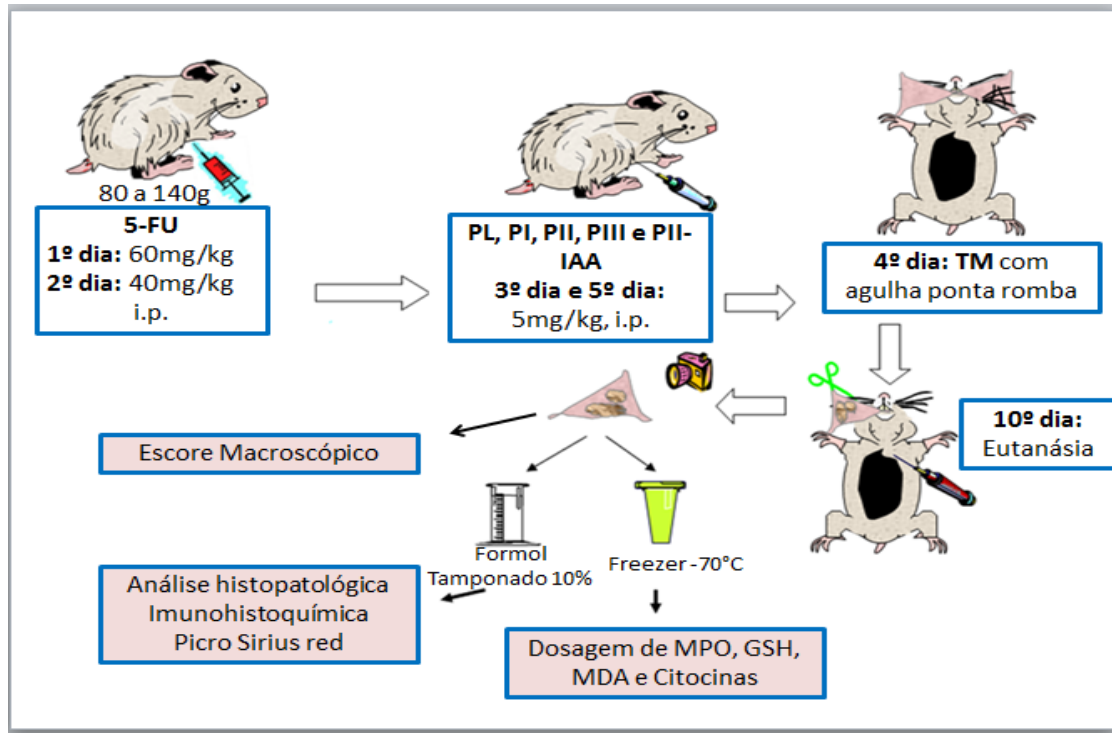 80 a 140g
5-FU
1º dia: 60mg/kg
2º dia: 40mg/kg
i.p.
PL, PI, PII, PIII e PII-
IAA
3º dia e 5º dia:
5mg/kg, i.p.
4º dia: TM com
agulha ponta romba
10º dia:
Eutanásia
Escore Macroscópico
Formol
Tamponado 10%
Freezer -70°C
Análise histopatológica
Imunohistoquímica
Picro Sirius red
Dosagem de MPO, GSH,
MDA e Citocinas